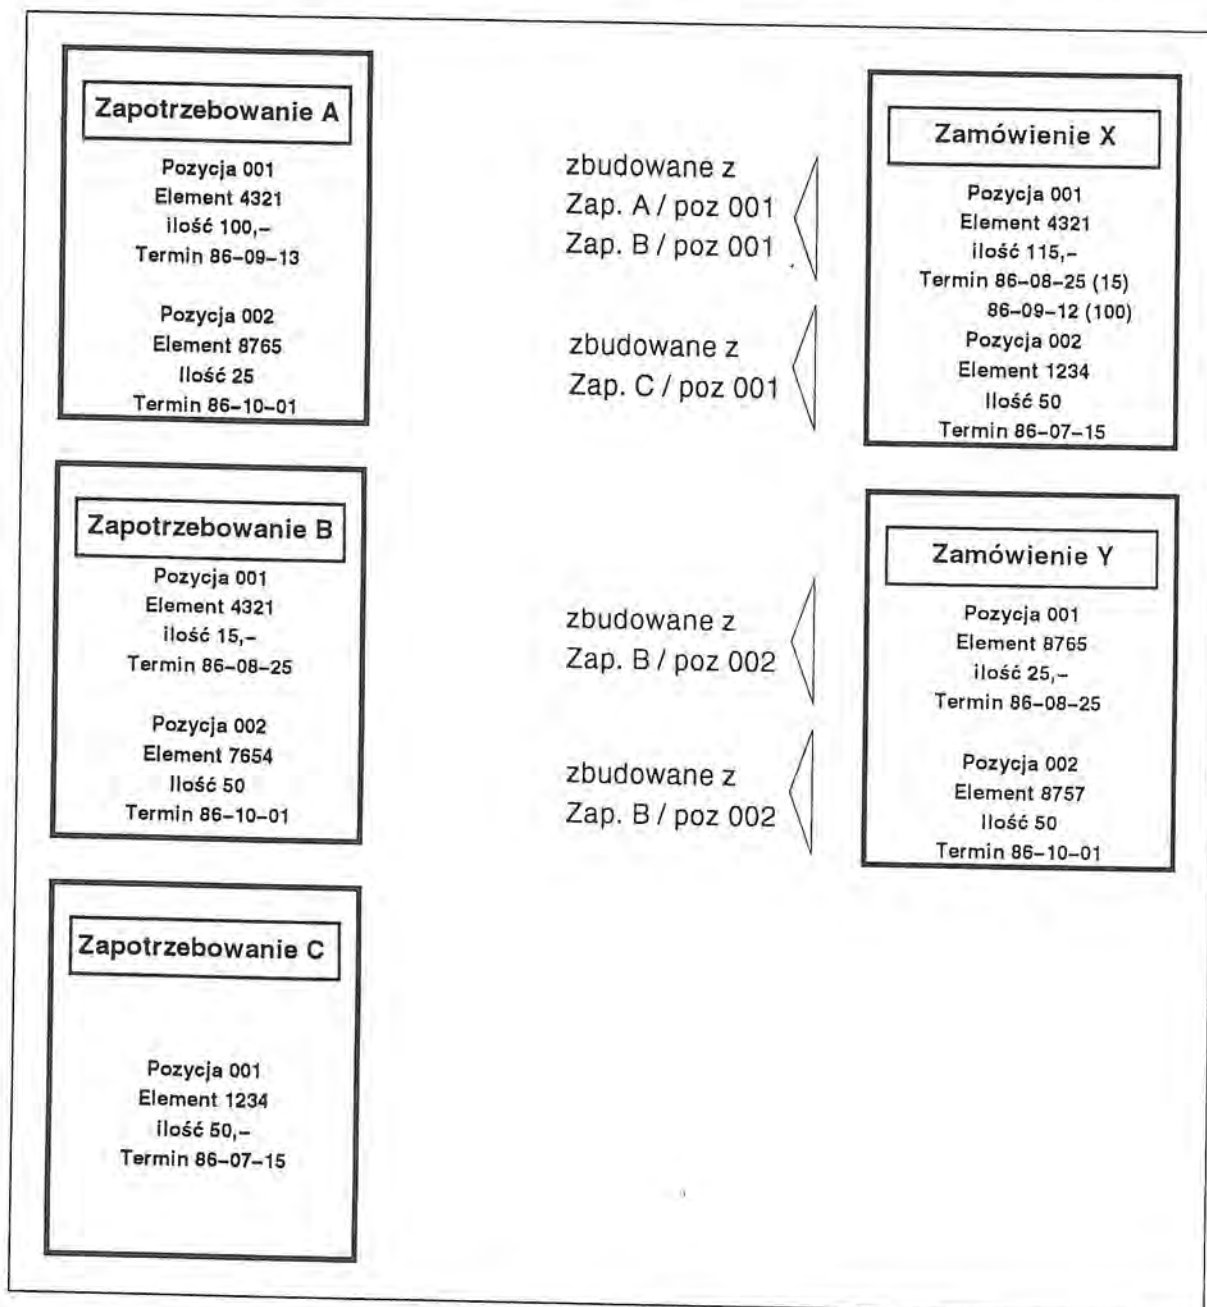 Zapotrzebowanie A
Pozycja 001
Element 4321
ilość 100,–
Termin 86–09–13
Pozycja 002
Element 8765
Ilość 25
Termin 86–10–01
Zapotrzebowanie B
Pozycja 001
Element 4321
ilość 15,–
Termin 86–08–25
Pozycja 002
Element 7654
Ilość 50
Termin 86–10–01
Zapotrzebowanie C
Pozycja 001
Element 1234
ilość 50,–
Termin 86–07–15
zbudowane z
Zap. A / poz 001
Zap. B / poz 001
zbudowane z
Zap. C / poz 001
zbudowane z
Zap. B / poz 002
zbudowane z
Zap. B / poz 002
Zamówienie X
Pozycja 001
Element 4321
ilość 115,–
Termin 86–08–25 (15)
86–09–12 (100)
Pozycja 002
Element 1234
Ilość 50
Termin 86–07–15
Zamówienie Y
Pozycja 001
Element 8765
ilość 25,–
Termin 86–08–25
Pozycja 002
Element 8757
Ilość 50
Termin 86–10–01